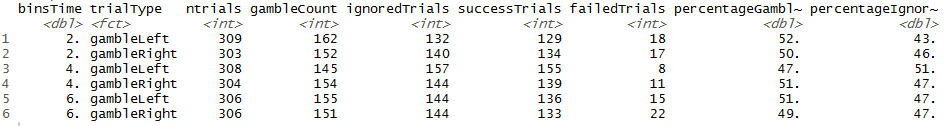 binsTime trialType ntrials gambleCount ignoredTrials successTrials failedTrials percentageGambl~ percentageIgnor~
<dbl> <fct> <int> <int> <int> <int> <int> <dbl> <dbl>
1 2. gambleLeft 309 162 132 129 18 52. 43.
2 2. gambleRight 303 152 140 134 17 50. 46.
3 4. gambleLeft 308 145 157 155 8 47. 51.
4 4. gambleRight 304 154 144 139 11 51. 47.
5 6. gambleLeft 306 155 144 136 15 51. 47.
6 6. gambleRight 306 151 144 133 22 49. 47.